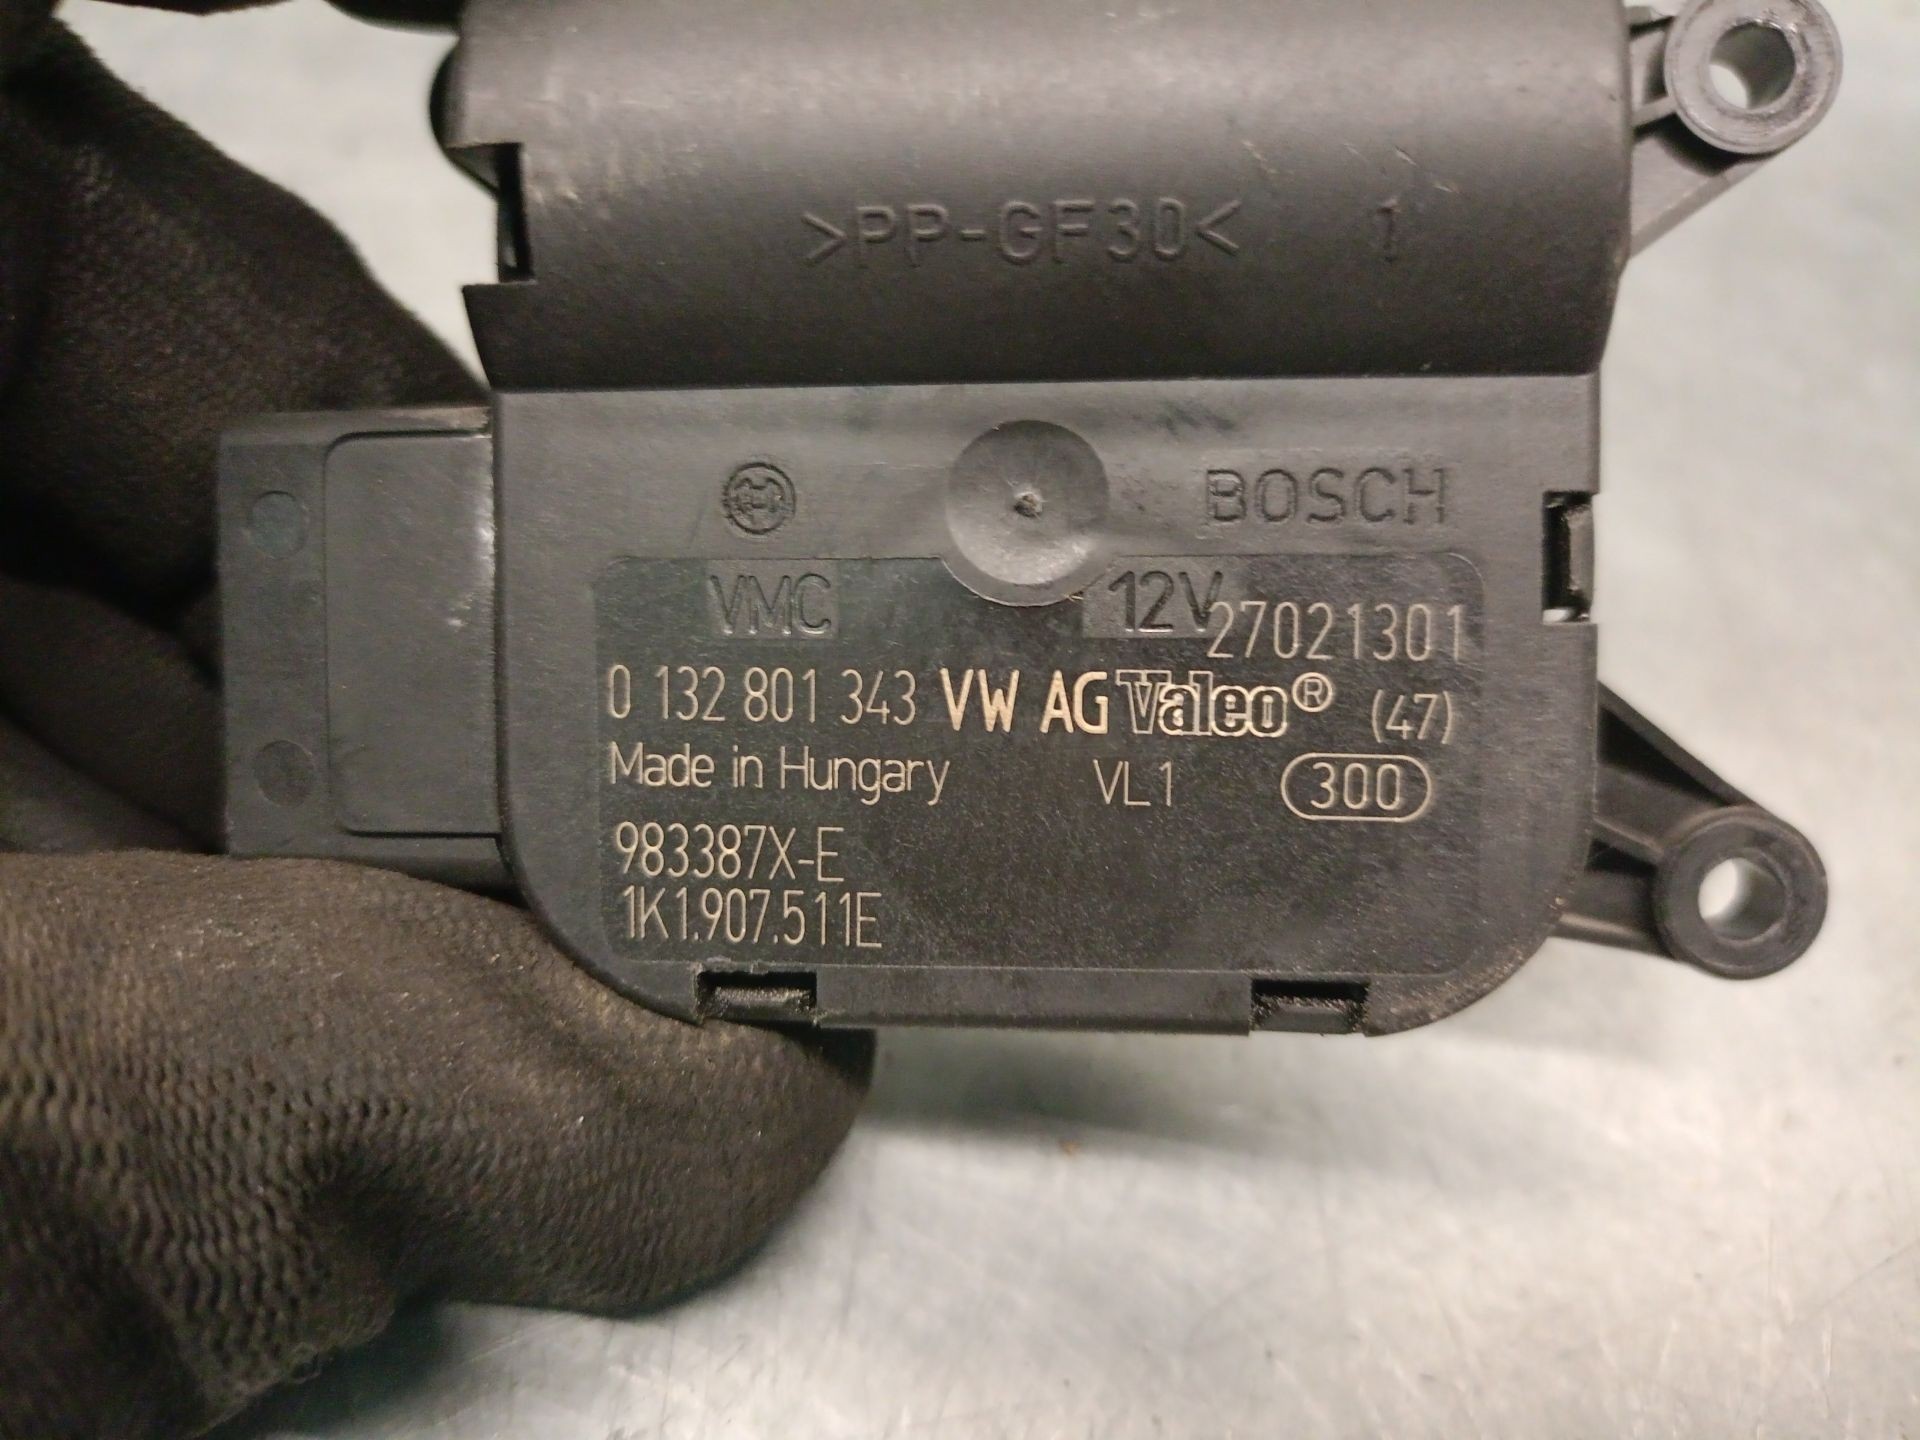 >PP-GF30< 1
BOSCH
VMC 12V
27021301
0 132 801 343 VW AG Valeo® (47)
Made in Hungary VL1 300
983387X-E
1K1.907.511E